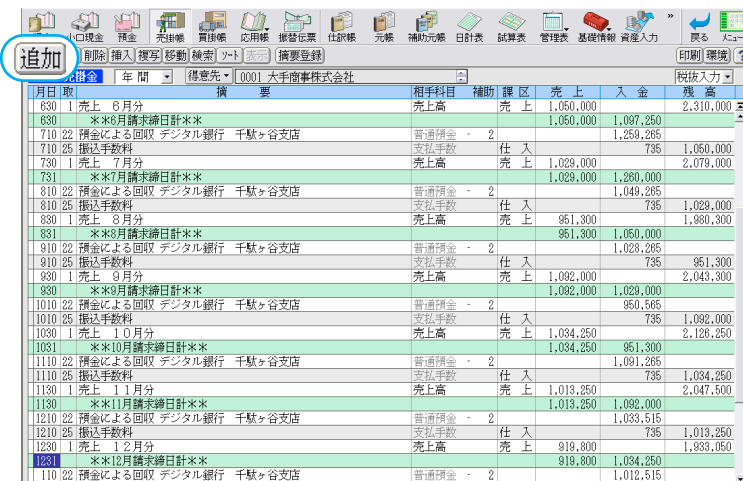 小口現金 預金 売掛帳 買掛帳 応用帳 振替伝票 仕訳帳 元帳 補助元帳 日計表 試算表 管理表 基礎情報 資産入力 » 戻る
追加 削除 挿入 複写 移動 検索 ソート 表示 摘要登録 印刷 環境 ?
掛金 年間 得意先 0001 大手商事株式会社 税抜入力
月日 取 摘 要 相手科目 補助 課 区 売 上 入 金 残 高
630 1 売上 6月分 売上高 売 上 1,050,000 2,310,000
630 **6月請求締日計** 1,050,000 1,097,250
710 22 預金による回収 デジタル銀行 千駄ヶ谷支店 普通預金 - 2 1,259,265
710 25 振込手数料 支払手数 仕 入 735 1,050,000
730 1 売上 7月分 売上高 売 上 1,029,000 2,079,000
731 **7月請求締日計** 1,029,000 1,260,000
810 22 預金による回収 デジタル銀行 千駄ヶ谷支店 普通預金 - 2 1,049,265
810 25 振込手数料 支払手数 仕 入 735 1,029,000
830 1 売上 8月分 売上高 売 上 951,300 1,980,300
831 **8月請求締日計** 951,300 1,050,000
910 22 預金による回収 デジタル銀行 千駄ヶ谷支店 普通預金 - 2 1,028,265
910 25 振込手数料 支払手数 仕 入 735 951,300
930 1 売上 9月分 売上高 売 上 1,092,000 2,043,300
930 **9月請求締日計** 1,092,000 1,029,000
1010 22 預金による回収 デジタル銀行 千駄ヶ谷支店 普通預金 - 2 950,565
1010 25 振込手数料 支払手数 仕 入 735 1,092,000
1030 1 売上 10月分 売上高 売 上 1,034,250 2,126,250
1031 **10月請求締日計** 1,034,250 951,300
1110 22 預金による回収 デジタル銀行 千駄ヶ谷支店 普通預金 - 2 1,091,265
1110 25 振込手数料 支払手数 仕 入 735 1,034,250
1130 1 売上 11月分 売上高 売 上 1,013,250 2,047,500
1130 **11月請求締日計** 1,013,250 1,092,000
1210 22 預金による回収 デジタル銀行 千駄ヶ谷支店 普通預金 - 2 1,033,515
1210 25 振込手数料 支払手数 仕 入 735 1,013,250
1230 1 売上 12月分 売上高 売 上 919,800 1,933,050
1231 **12月請求締日計** 919,800 1,034,250
110 22 預金による回収 デジタル銀行 千駄ヶ谷支店 普通預金 - 2 1,012,515